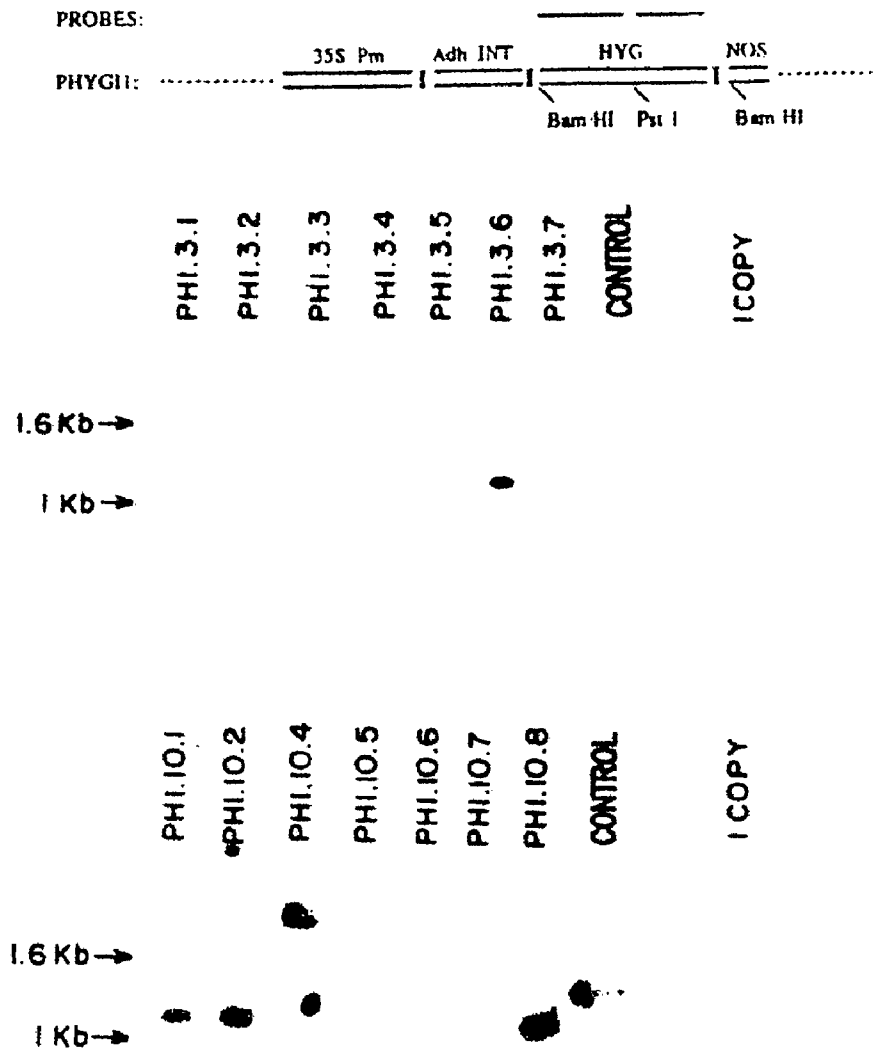 PROBES:
35S Pm Adh INT HYG NOS
PHYGI1:
Bam HI Pst I Bam HI
PHI.3.1 PHI.3.2 PHI.3.3 PHI.3.4 PHI.3.5 PHI.3.6 PHI.3.7 CONTROL 1 COPY
1.6 Kb→
1 Kb→
PHI.10.1 PHI.10.2 PHI.10.4 PHI.10.5 PHI.10.6 PHI.10.7 PHI.10.8 CONTROL 1 COPY
1.6 Kb→
1 Kb→